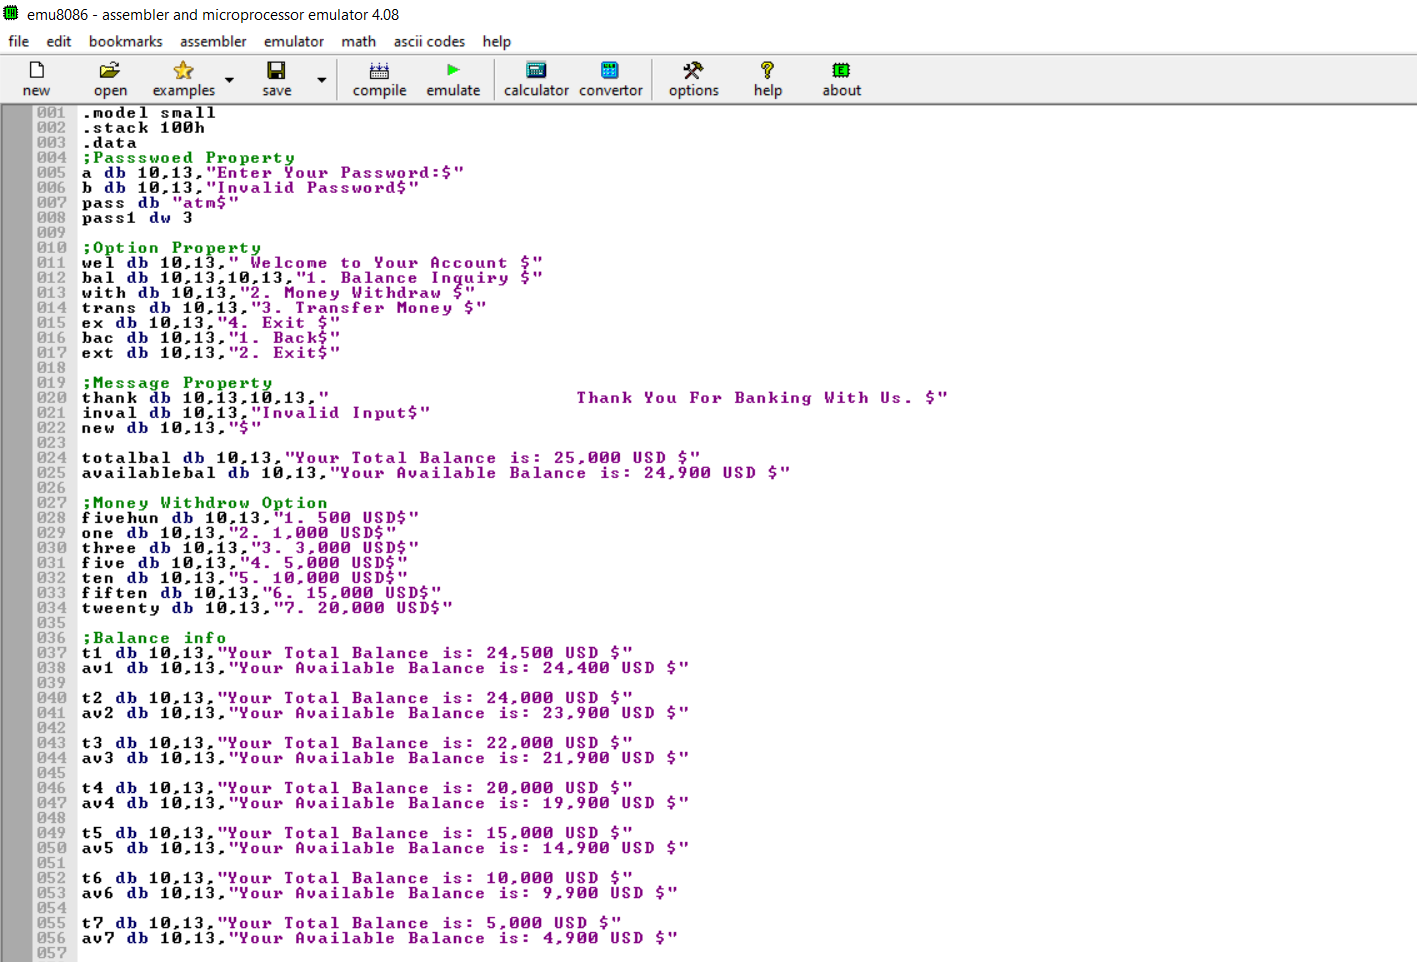 emu8086 - assembler and microprocessor emulator 4.08
file edit bookmarks assembler emulator math ascii codes help
new open examples save compile emulate calculator convertor options help about
001 .model small
002 .stack 100h
003 .data
004 ;Passswoed Property
005 a db 10,13,"Enter Your Password:$"
006 b db 10,13,"Invalid Password$"
007 pass db "atm$"
008 pass1 dw 3
009
010 ;Option Property
011 wel db 10,13," Welcome to Your Account $"
012 bal db 10,13,10,13,"1. Balance Inquiry $"
013 with db 10,13,"2. Money Withdraw $"
014 trans db 10,13,"3. Transfer Money $"
015 ex db 10,13,"4. Exit $"
016 bac db 10,13,"1. Back$"
017 ext db 10,13,"2. Exit$"
018
019 ;Message Property
020 thank db 10,13,10,13,"                      Thank You For Banking With Us. $"
021 inval db 10,13,"Invalid Input$"
022 new db 10,13,"$"
023
024 totalbal db 10,13,"Your Total Balance is: 25,000 USD $"
025 availablebal db 10,13,"Your Available Balance is: 24,900 USD $"
026
027 ;Money Withdrow Option
028 fivehun db 10,13,"1. 500 USD$"
029 one db 10,13,"2. 1,000 USD$"
030 three db 10,13,"3. 3,000 USD$"
031 five db 10,13,"4. 5,000 USD$"
032 ten db 10,13,"5. 10,000 USD$"
033 fiften db 10,13,"6. 15,000 USD$"
034 tweenty db 10,13,"7. 20,000 USD$"
035
036 ;Balance info
037 t1 db 10,13,"Your Total Balance is: 24,500 USD $"
038 av1 db 10,13,"Your Available Balance is: 24,400 USD $"
039
040 t2 db 10,13,"Your Total Balance is: 24,000 USD $"
041 av2 db 10,13,"Your Available Balance is: 23,900 USD $"
042
043 t3 db 10,13,"Your Total Balance is: 22,000 USD $"
044 av3 db 10,13,"Your Available Balance is: 21,900 USD $"
045
046 t4 db 10,13,"Your Total Balance is: 20,000 USD $"
047 av4 db 10,13,"Your Available Balance is: 19,900 USD $"
048
049 t5 db 10,13,"Your Total Balance is: 15,000 USD $"
050 av5 db 10,13,"Your Available Balance is: 14,900 USD $"
051
052 t6 db 10,13,"Your Total Balance is: 10,000 USD $"
053 av6 db 10,13,"Your Available Balance is: 9,900 USD $"
054
055 t7 db 10,13,"Your Total Balance is: 5,000 USD $"
056 av7 db 10,13,"Your Available Balance is: 4,900 USD $"
057